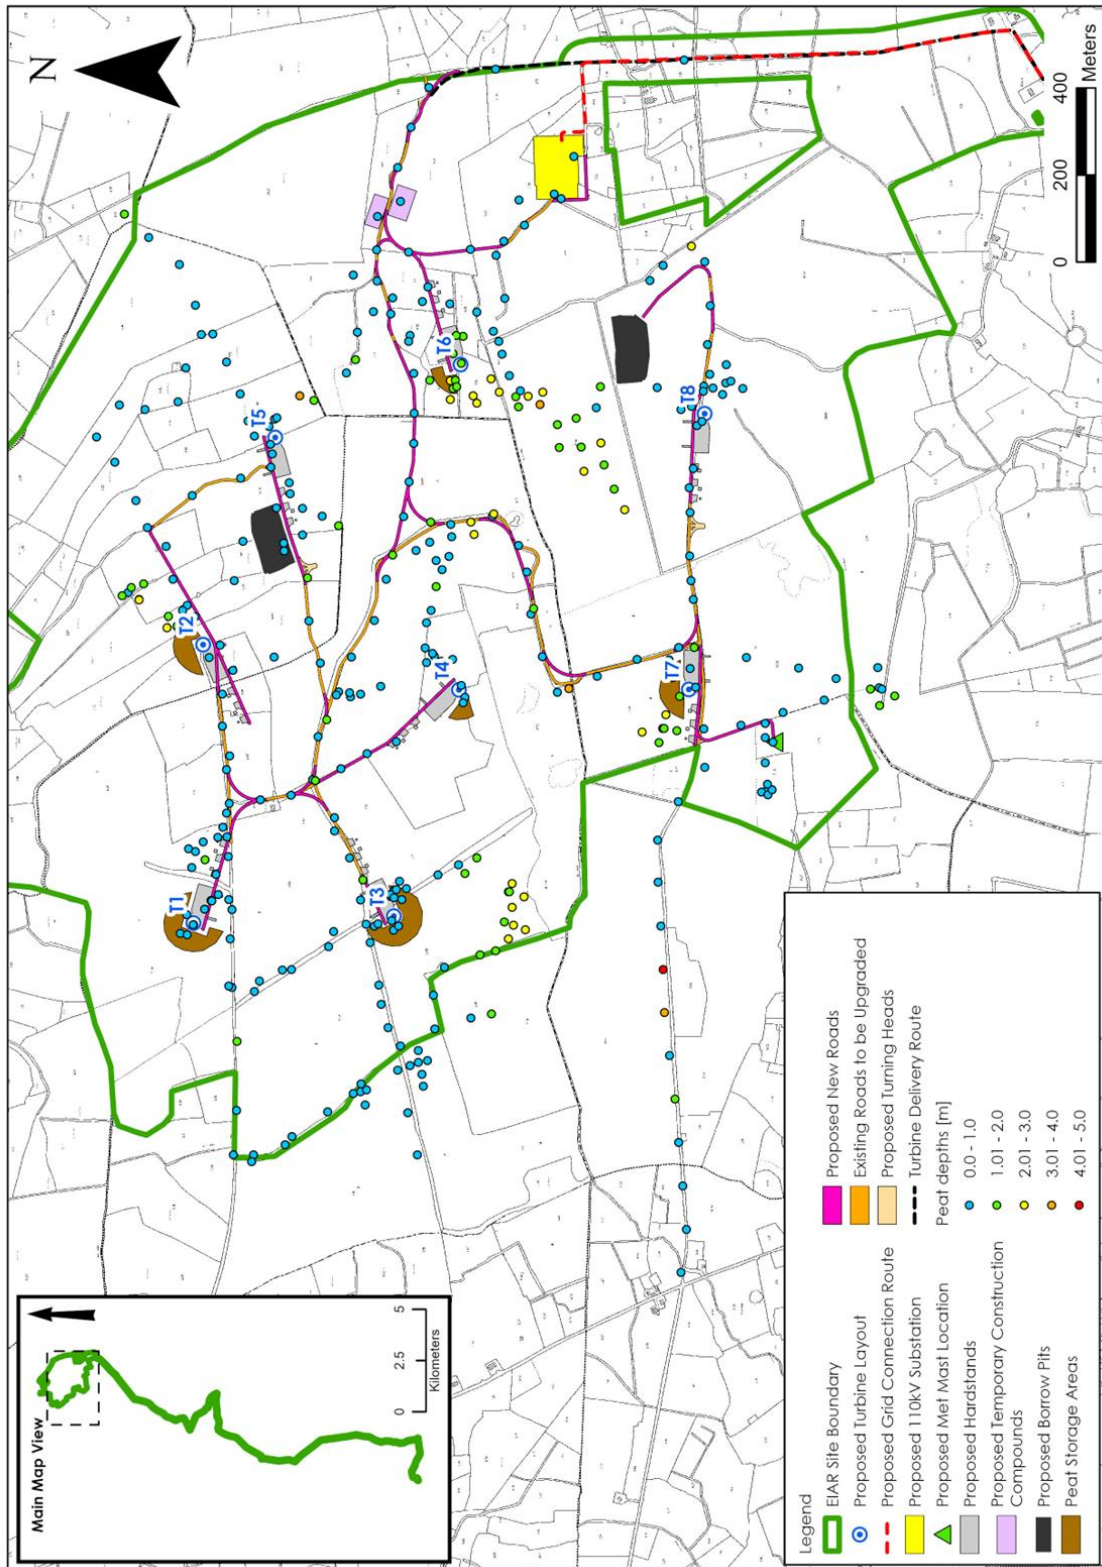 N
Main Map View
0 2.5 5
Kilometers
T1
T2
T3
T4
T5
T6
T7
T8
0 200 400
Meters
Legend
EIAR Site Boundary
Proposed Turbine Layout
Proposed Grid Connection Route
Proposed 110kV Substation
Proposed Met Mast Location
Proposed Hardstands
Proposed Temporary Construction
Compounds
Proposed Borrow Pits
Peat Storage Areas
Proposed New Roads
Existing Roads to be Upgraded
Proposed Turning Heads
Turbine Delivery Route
Peat depths [m]
0.0 - 1.0
1.01 - 2.0
2.01 - 3.0
3.01 - 4.0
4.01 - 5.0